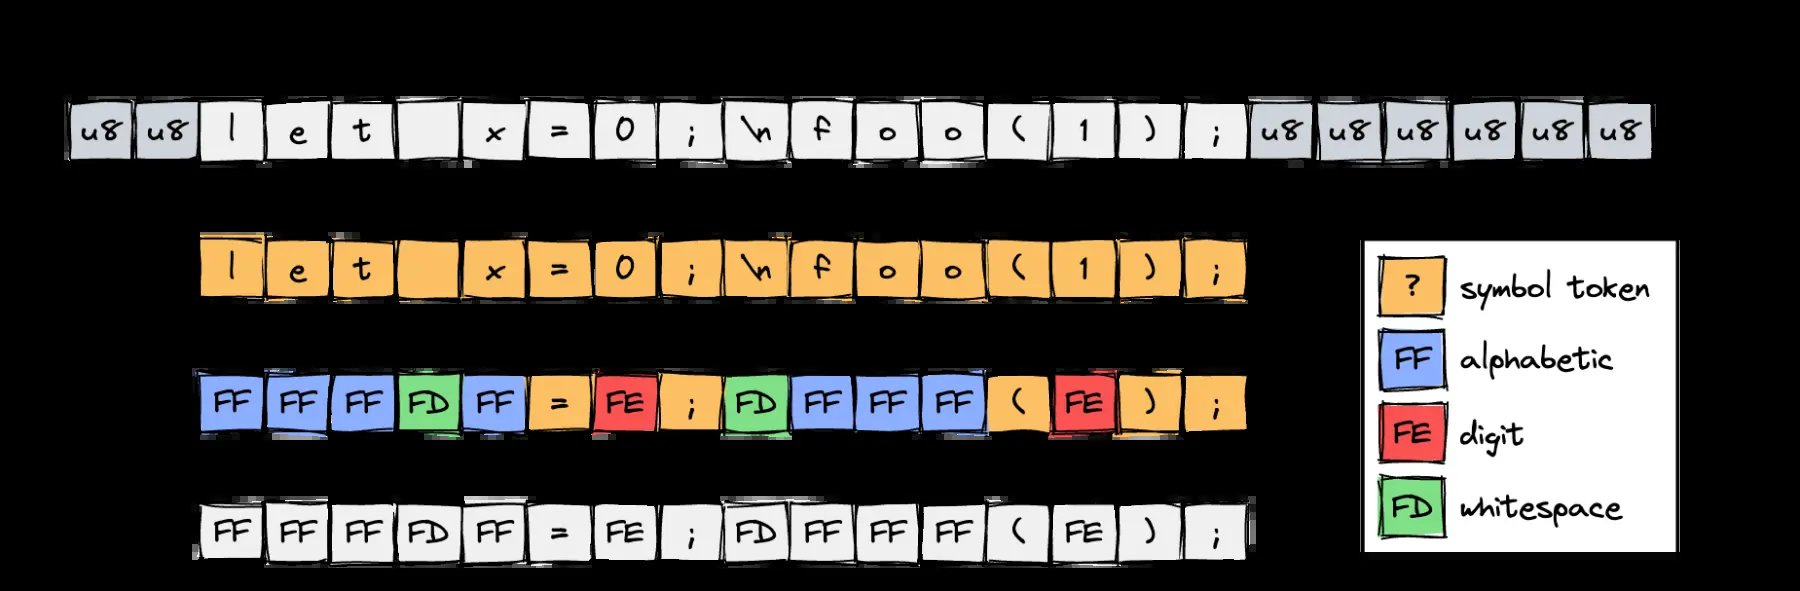 u8 u8 l e t x = 0 ; \n f o o ( 1 ) ; u8 u8 u8 u8 u8 u8
l e t x = 0 ; \n f o o ( 1 ) ;
? symbol token
FF alphabetic
FF FF FF FD FF = FE ; FD FF FF FF ( FE ) ;
FE digit
FD whitespace
FF FF FF FD FF = FE ; FD FF FF FF ( FE ) ;